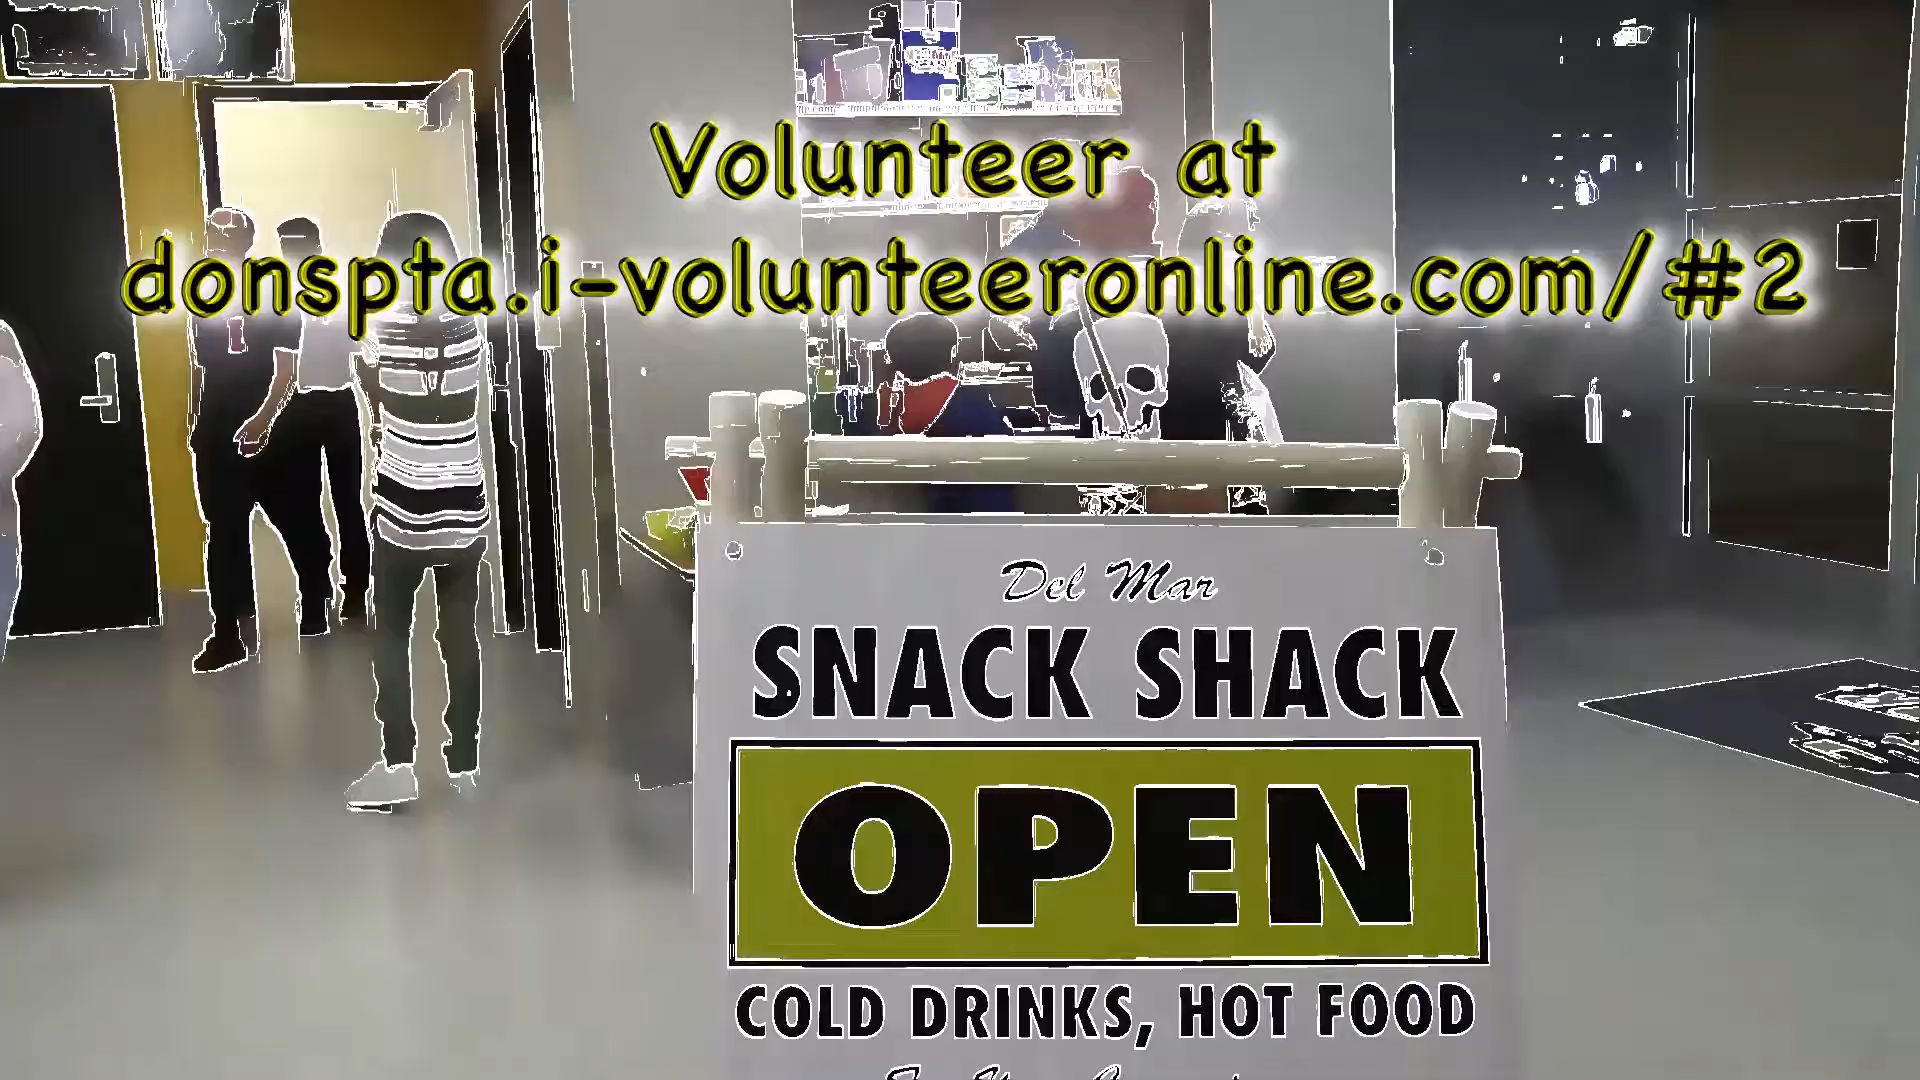 Volunteer at
donspta.i-volunteeronline.com/#2
Del Mar
SNACK SHACK
OPEN
COLD DRINKS, HOT FOOD